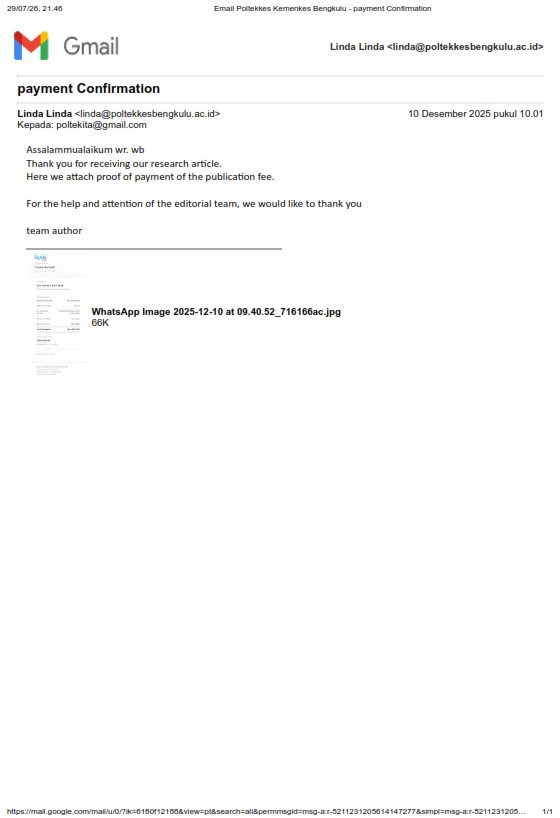 29/07/26, 21.46
Email Poltekkes Kemenkes Bengkulu - payment Confirmation
Gmail
Linda Linda <linda@poltekkesbengkulu.ac.id>
payment Confirmation
Linda Linda <linda@poltekkesbengkulu.ac.id>
10 Desember 2025 pukul 10.01
Kepada: poltekita@gmail.com
Assalammualaikum wr. wb
Thank you for receiving our research article.
Here we attach proof of payment of the publication fee.
For the help and attention of the editorial team, we would like to thank you
team author
WhatsApp Image 2025-12-10 at 09.40.52_716166ac.jpg
66K
https://mail.google.com/mail/u/0/?ik=6180f12168&view=pt&search=all&permmsgid=msg-a:r-5211231205614147277&simpl=msg-a:r-5211231205…
1/1